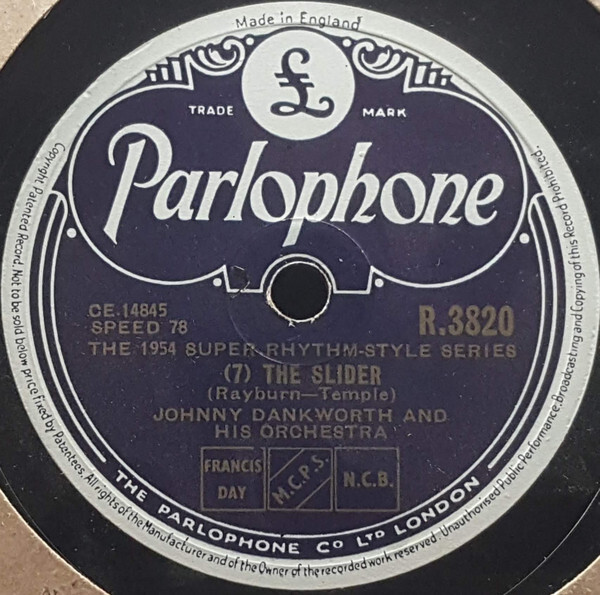 Made in England
£
TRADE MARK
Parlophone
CE.14845
SPEED 78
R.3820
THE 1954 SUPER RHYTHM-STYLE SERIES
(7) THE SLIDER
(Rayburn—Temple)
JOHNNY DANKWORTH AND
HIS ORCHESTRA
FRANCIS
DAY
M.C.P.S.
N.C.B.
THE PARLOPHONE CO LTD LONDON
Copyright Patented Record. Not to be sold below price fixed by Patentees. All rights of the Manufacturer and of the Owner of the recorded work reserved. Unauthorised Public Performance. Broadcasting and Copying of this Record Prohibited.